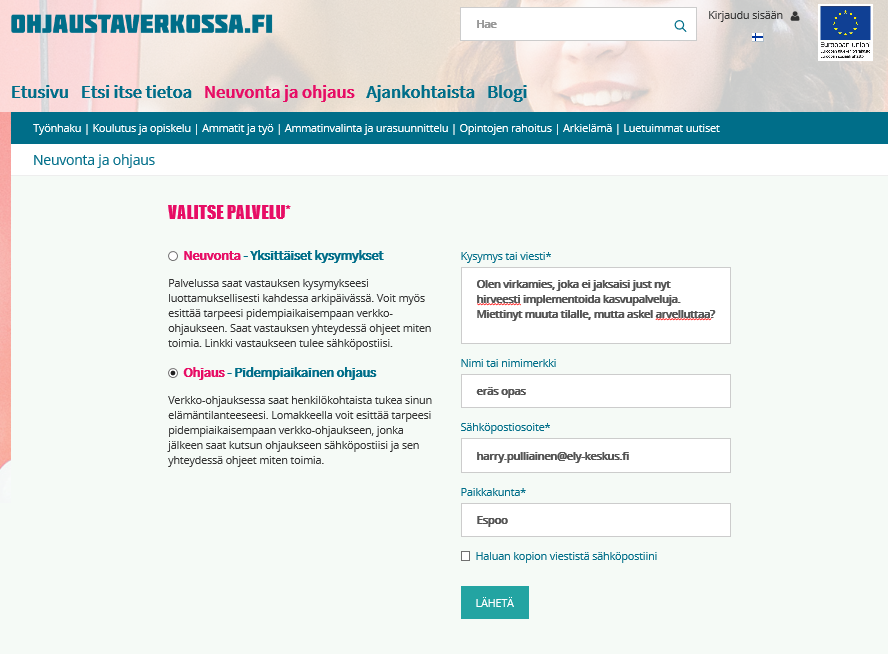 OHJAUSTAVERKOSSA.FI
Hae
Kirjaudu sisään
European union
Etusivu Etsi itse tietoa Neuvonta ja ohjaus Ajankohtaista Blogi
Työnhaku | Koulutus ja opiskelu | Ammatit ja työ | Ammatinvalinta ja urasuunnittelu | Opintojen rahoitus | Arkielämä | Luetuimmat uutiset
Neuvonta ja ohjaus
VALITSE PALVELU*
Neuvonta - Yksittäiset kysymykset
Palvelussa saat vastauksen kysymykseesi
luottamuksellisesti kahdessa arkipäivässä. Voit myös
esittää tarpeesi pidempiaikaisempaan verkko-
ohjaukseen. Saat vastauksen yhteydessä ohjeet miten
toimia. Linkki vastaukseen tulee sähköpostiisi.
Ohjaus - Pidempiaikainen ohjaus
Verkko-ohjauksessa saat henkilökohtaista tukea sinun
elämäntilanteeseesi. Lomakkeella voit esittää tarpeesi
pidempiaikaisempaan verkko-ohjaukseen, jonka
jälkeen saat kutsun ohjaukseen sähköpostiisi ja sen
yhteydessä ohjeet miten toimia.
Kysymys tai viesti*
Olen virkamies, joka ei jaksaisi just nyt
hirveesti implementoida kasvupalveluja.
Miettinyt muuta tilalle, mutta askel arvelluttaa?
Nimi tai nimimerkki
eräs opas
Sähköpostiosoite*
harry.pulliainen@ely-keskus.fi
Paikkakunta*
Espoo
Haluan kopion viestistä sähköpostiini
LÄHETÄ